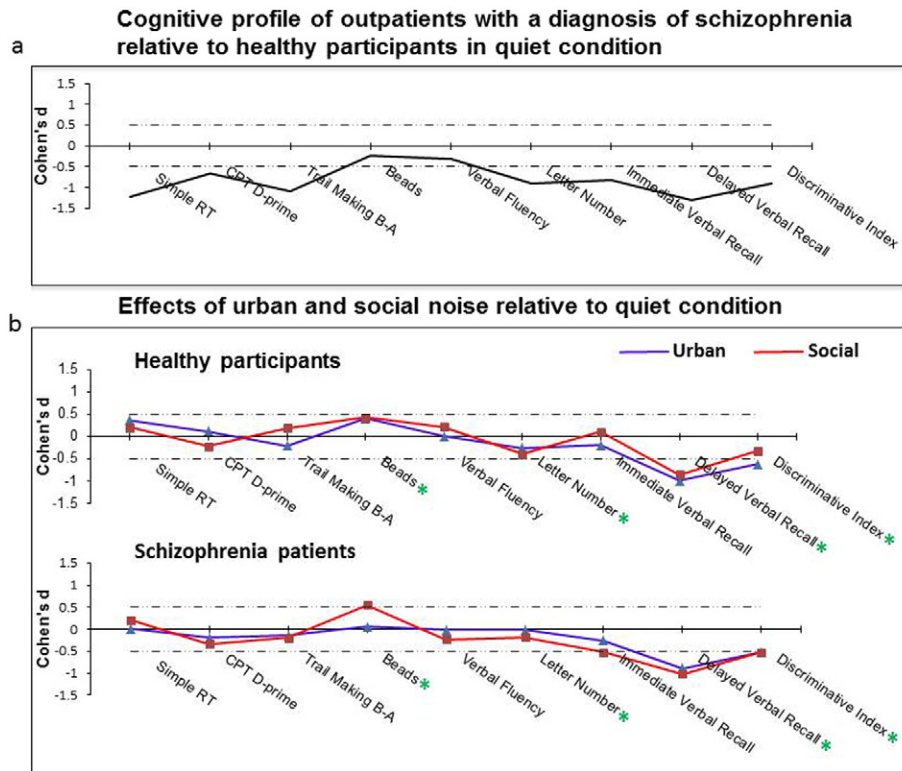 Cognitive profile of outpatients with a diagnosis of schizophrenia
relative to healthy participants in quiet condition
a
1.5
1
0.5
0
-0.5
-1
-1.5
Cohen's d
Simple RT
CPT D-prime
Trail Making B-A
Beads
Verbal Fluency
Letter Number
Immediate Verbal Recall
Delayed Verbal Recall
Discriminative Index
Effects of urban and social noise relative to quiet condition
b
Healthy participants
Urban
Social
1.5
1
0.5
0
-0.5
-1
-1.5
Cohen's d
Simple RT
CPT D-prime
Trail Making B-A
Beads*
Verbal Fluency
Letter Number*
Immediate Verbal Recall
Delayed Verbal Recall*
Discriminative Index*
Schizophrenia patients
1.5
1
0.5
0
-0.5
-1
-1.5
Cohen's d
Simple RT
CPT D-prime
Trail Making B-A
Beads*
Verbal Fluency
Letter Number*
Immediate Verbal Recall
Delayed Verbal Recall*
Discriminative Index*